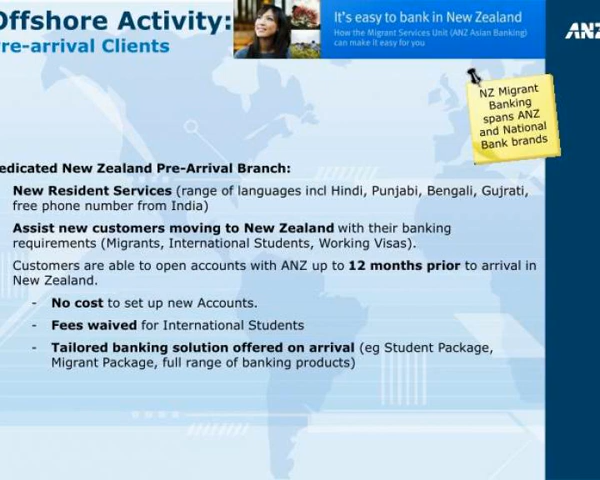 Offshore Activity:
Pre-arrival Clients
It's easy to bank in New Zealand
How the Migrant Services Unit (ANZ Asian Banking)
can make it easy for you
ANZ
NZ Migrant
Banking
spans ANZ
and National
Bank brands
edicated New Zealand Pre-Arrival Branch:
New Resident Services (range of languages incl Hindi, Punjabi, Bengali, Gujrati,
free phone number from India)
Assist new customers moving to New Zealand with their banking
requirements (Migrants, International Students, Working Visas).
Customers are able to open accounts with ANZ up to 12 months prior to arrival in
New Zealand.
- No cost to set up new Accounts.
- Fees waived for International Students
- Tailored banking solution offered on arrival (eg Student Package,
Migrant Package, full range of banking products)